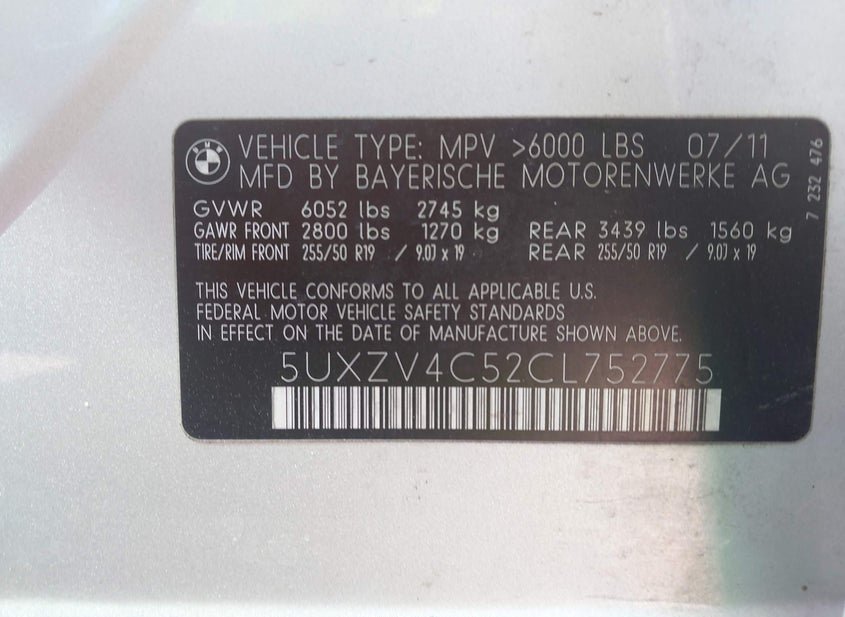 BMW
VEHICLE TYPE: MPV >6000 LBS 07/11
MFD BY BAYERISCHE MOTORENWERKE AG
GVWR 6052 lbs 2745 kg
GAWR FRONT 2800 lbs 1270 kg REAR 3439 lbs 1560 kg
TIRE/RIM FRONT 255/50 R19 / 9.0J x 19 REAR 255/50 R19 / 9.0J x 19
THIS VEHICLE CONFORMS TO ALL APPLICABLE U.S.
FEDERAL MOTOR VEHICLE SAFETY STANDARDS
IN EFFECT ON THE DATE OF MANUFACTURE SHOWN ABOVE.
5UXZV4C52CL752775
7 232 476